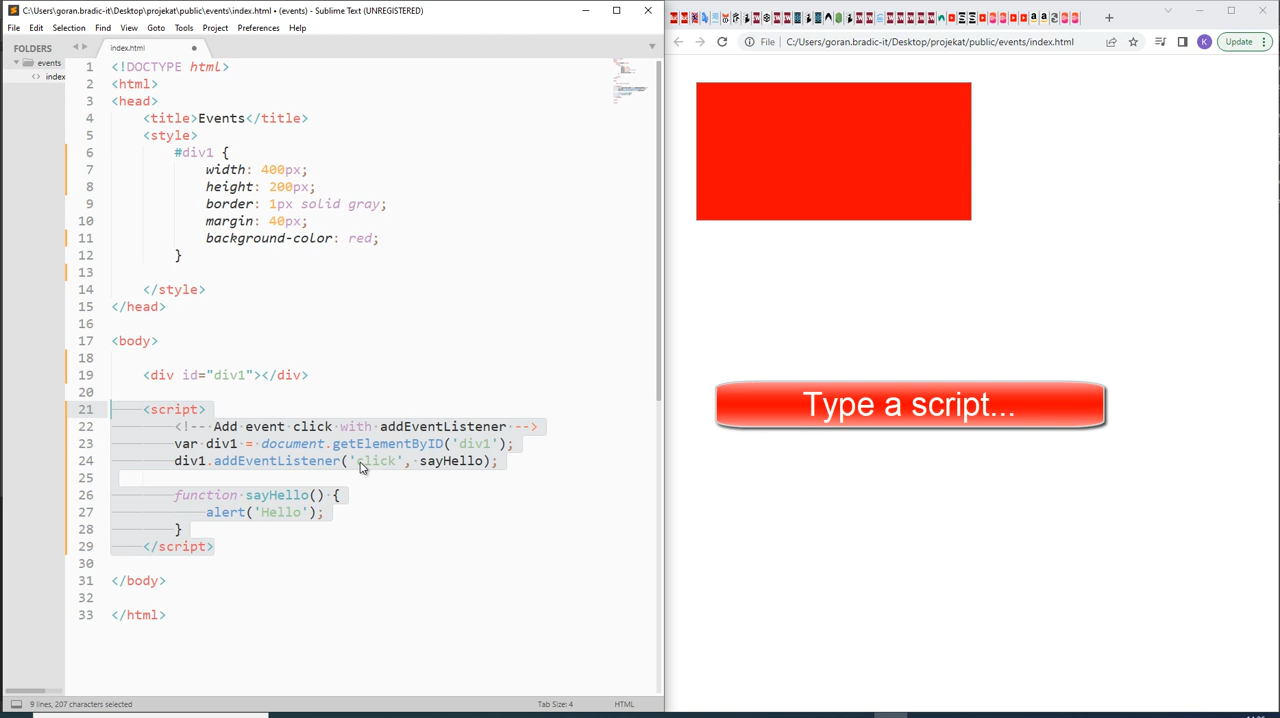 C:\Users\goran.bradic-it\Desktop\projekat\public\events\index.html • (events) - Sublime Text (UNREGISTERED)
File Edit Selection Find View Goto Tools Project Preferences Help
FOLDERS
events
index
index.html
1 <!DOCTYPE html>
2 <html>
3 <head>
4 <title>Events</title>
5 <style>
6 #div1 {
7 width: 400px;
8 height: 200px;
9 border: 1px solid gray;
10 margin: 40px;
11 background-color: red;
12 }
13
14 </style>
15 </head>
16
17 <body>
18
19 <div id="div1"></div>
20
21 <script>
22 <!-- Add event click with addEventListener -->
23 var div1 = document.getElementByID('div1');
24 div1.addEventListener('click', sayHello);
25
26 function sayHello() {
27 alert('Hello');
28 }
29 </script>
30
31 </body>
32
33 </html>
9 lines, 207 characters selected
Tab Size: 4
HTML
File C:/Users/goran.bradic-it/Desktop/projekat/public/events/index.html
K
Update
Type a script...